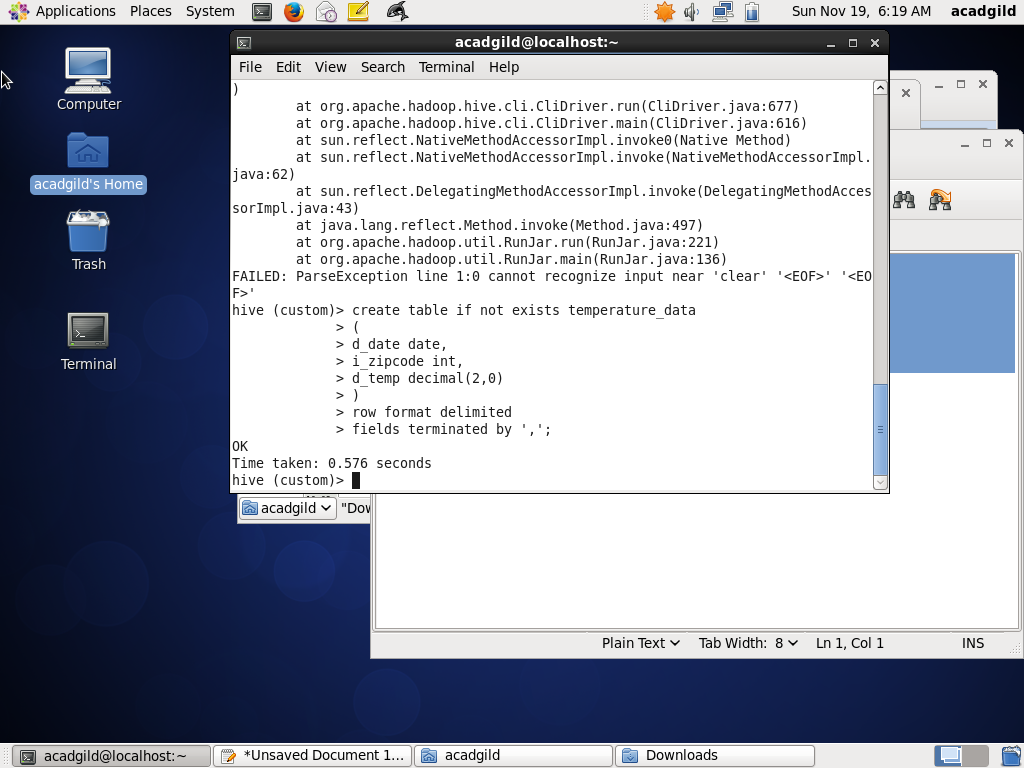 Applications Places System Sun Nov 19, 6:19 AM acadgild
Computer
acadgild's Home
Trash
Terminal
acadgild@localhost:~
File Edit View Search Terminal Help
)
at org.apache.hadoop.hive.cli.CliDriver.run(CliDriver.java:677)
at org.apache.hadoop.hive.cli.CliDriver.main(CliDriver.java:616)
at sun.reflect.NativeMethodAccessorImpl.invoke0(Native Method)
at sun.reflect.NativeMethodAccessorImpl.invoke(NativeMethodAccessorImpl.
java:62)
at sun.reflect.DelegatingMethodAccessorImpl.invoke(DelegatingMethodAcces
sorImpl.java:43)
at java.lang.reflect.Method.invoke(Method.java:497)
at org.apache.hadoop.util.RunJar.run(RunJar.java:221)
at org.apache.hadoop.util.RunJar.main(RunJar.java:136)
FAILED: ParseException line 1:0 cannot recognize input near 'clear' '<EOF>' '<EO
F>'
hive (custom)> create table if not exists temperature_data
> (
> d_date date,
> i_zipcode int,
> d_temp decimal(2,0)
> )
> row format delimited
> fields terminated by ',';
OK
Time taken: 0.576 seconds
hive (custom)>
acadgild "Dow
Plain Text Tab Width: 8 Ln 1, Col 1 INS
acadgild@localhost:~ *Unsaved Document 1... acadgild Downloads